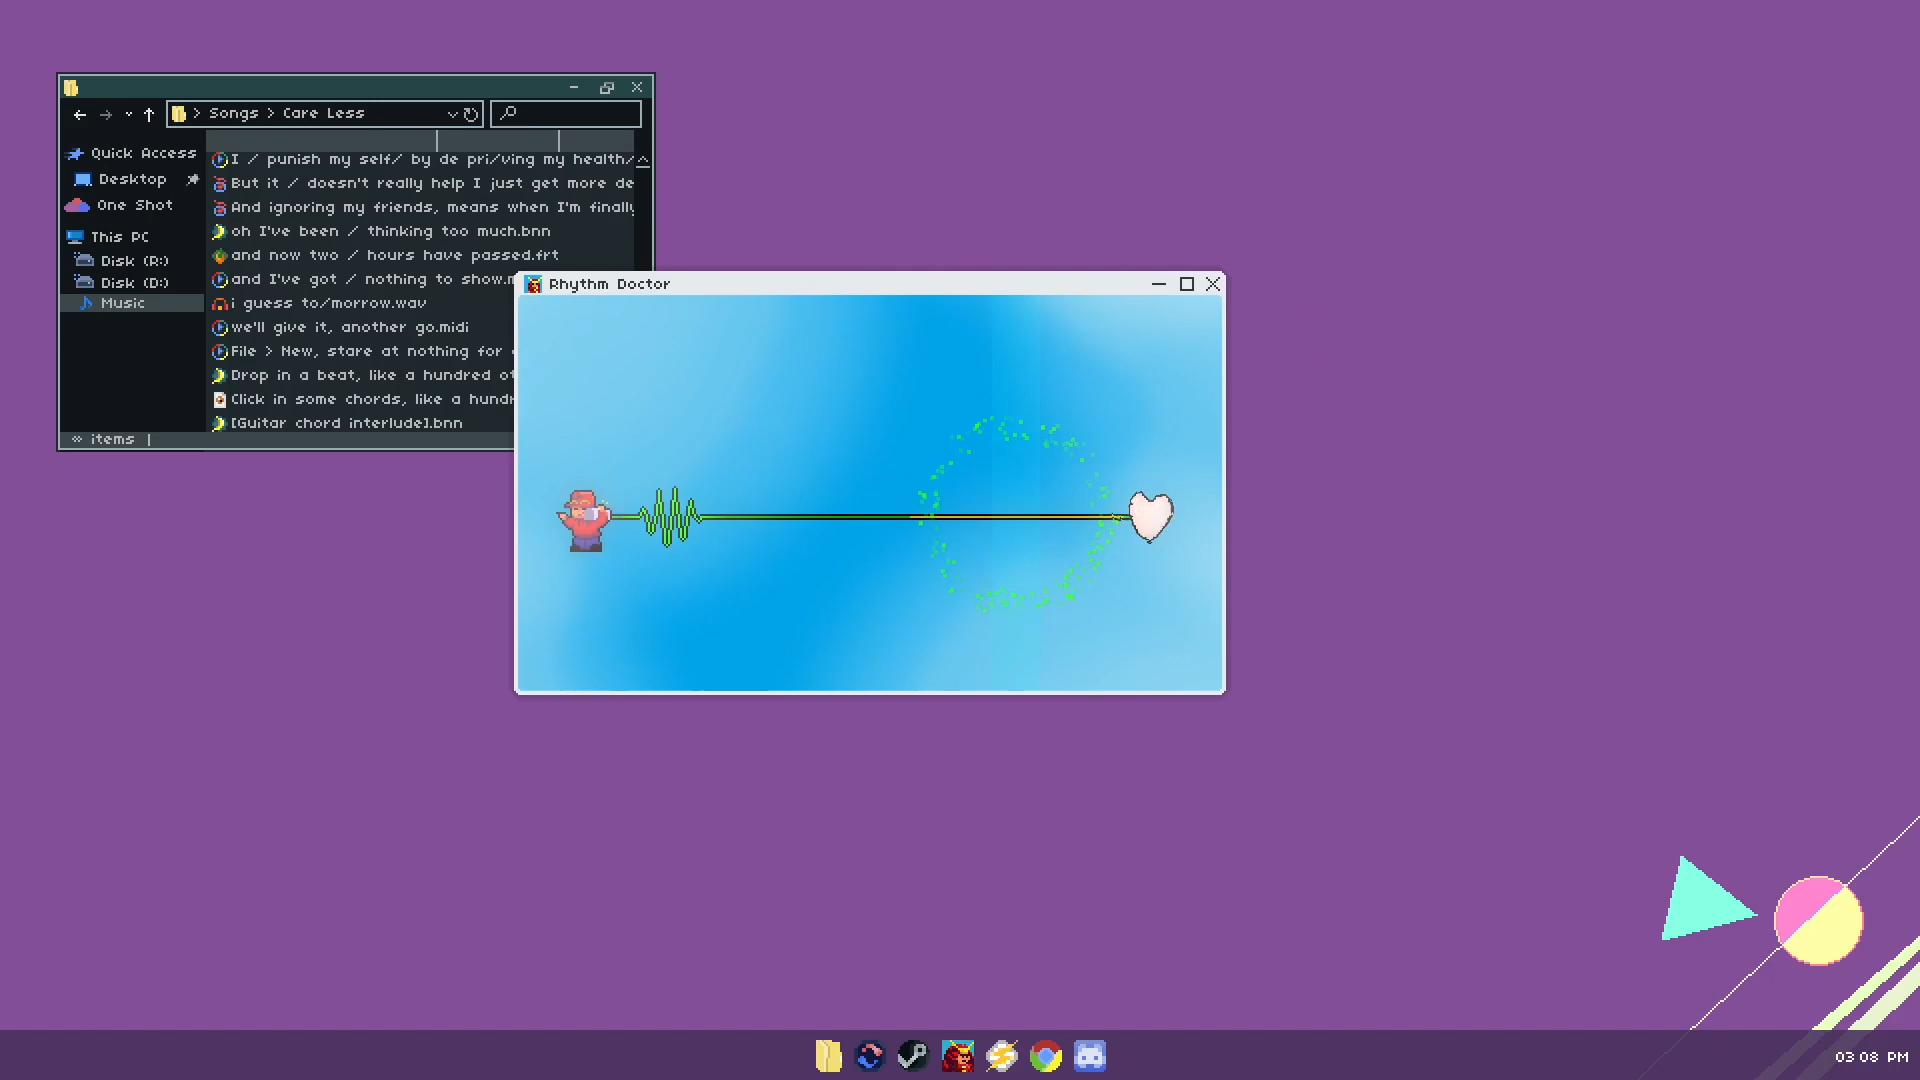 Songs > Care Less
Quick Access
Desktop
One Shot
This PC
Disk (R:)
Disk (D:)
Music
I / punish my self/ by de pri/ving my health/
But it / doesn't really help I just get more de
And ignoring my friends, means when I'm finally
oh I've been / thinking too much.bnn
and now two / hours have passed.frt
and I've got / nothing to show.m
i guess to/morrow.wav
we'll give it, another go.midi
File > New, stare at nothing for
Drop in a beat, like a hundred ot
Click in some chords, like a hundr
[Guitar chord interlude].bnn
∞ items |
Rhythm Doctor
03 08 PM